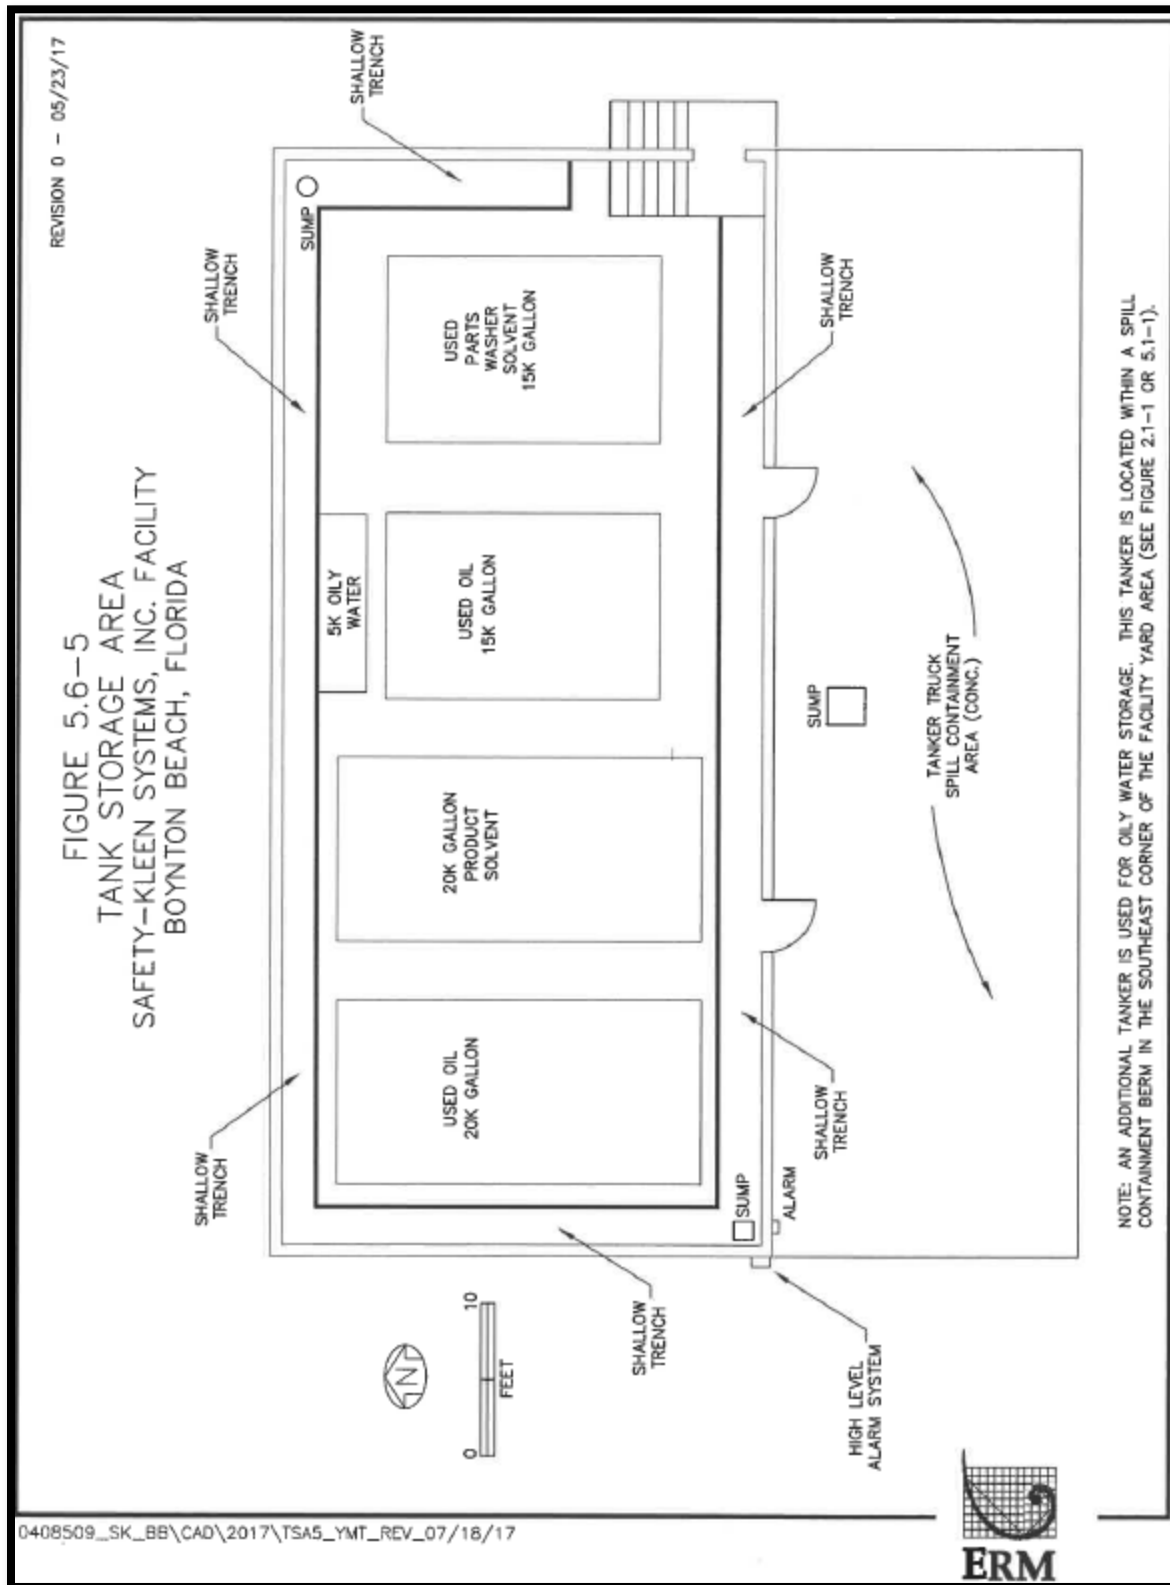 REVISION 0 - 05/23/17
FIGURE 5.6-5
TANK STORAGE AREA
SAFETY-KLEEN SYSTEMS, INC. FACILITY
BOYNTON BEACH, FLORIDA
SHALLOW
TRENCH
SHALLOW
TRENCH
SHALLOW
TRENCH
SUMP
5K OILY
WATER
USED OIL
20K GALLON
20K GALLON
PRODUCT
SOLVENT
USED OIL
15K GALLON
USED
PARTS
WASHER
SOLVENT
15K GALLON
N
0
10
FEET
SHALLOW
TRENCH
SUMP
ALARM
SHALLOW
TRENCH
SUMP
SHALLOW
TRENCH
HIGH LEVEL
ALARM SYSTEM
TANKER TRUCK
SPILL CONTAINMENT
AREA (CONC.)
NOTE: AN ADDITIONAL TANKER IS USED FOR OILY WATER STORAGE. THIS TANKER IS LOCATED WITHIN A SPILL
CONTAINMENT BERM IN THE SOUTHEAST CORNER OF THE FACILITY YARD AREA (SEE FIGURE 2.1-1 OR 5.1-1).
0408509_SK_BB\CAD\2017\TSA5_YMT_REV_07/18/17
ERM